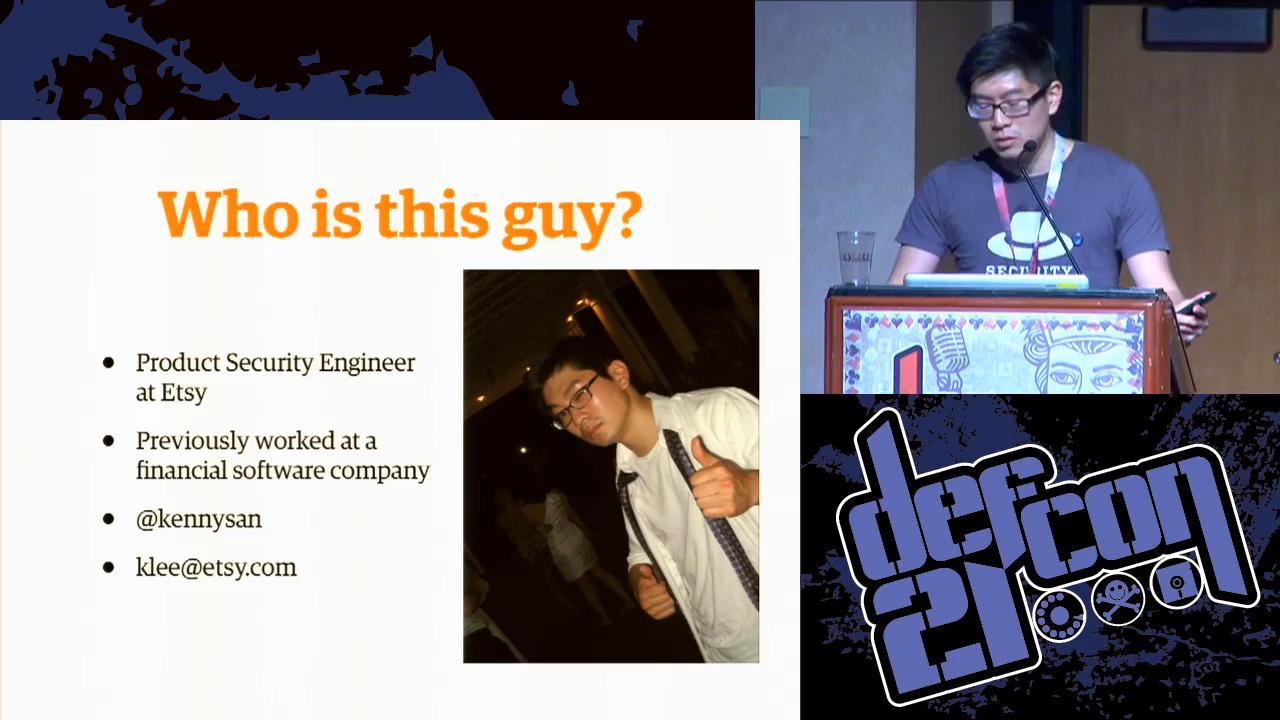 Who is this guy?
Product Security Engineer
at Etsy
Previously worked at a
financial software company
@kennysan
klee@etsy.com
SECURITY
defcon
21